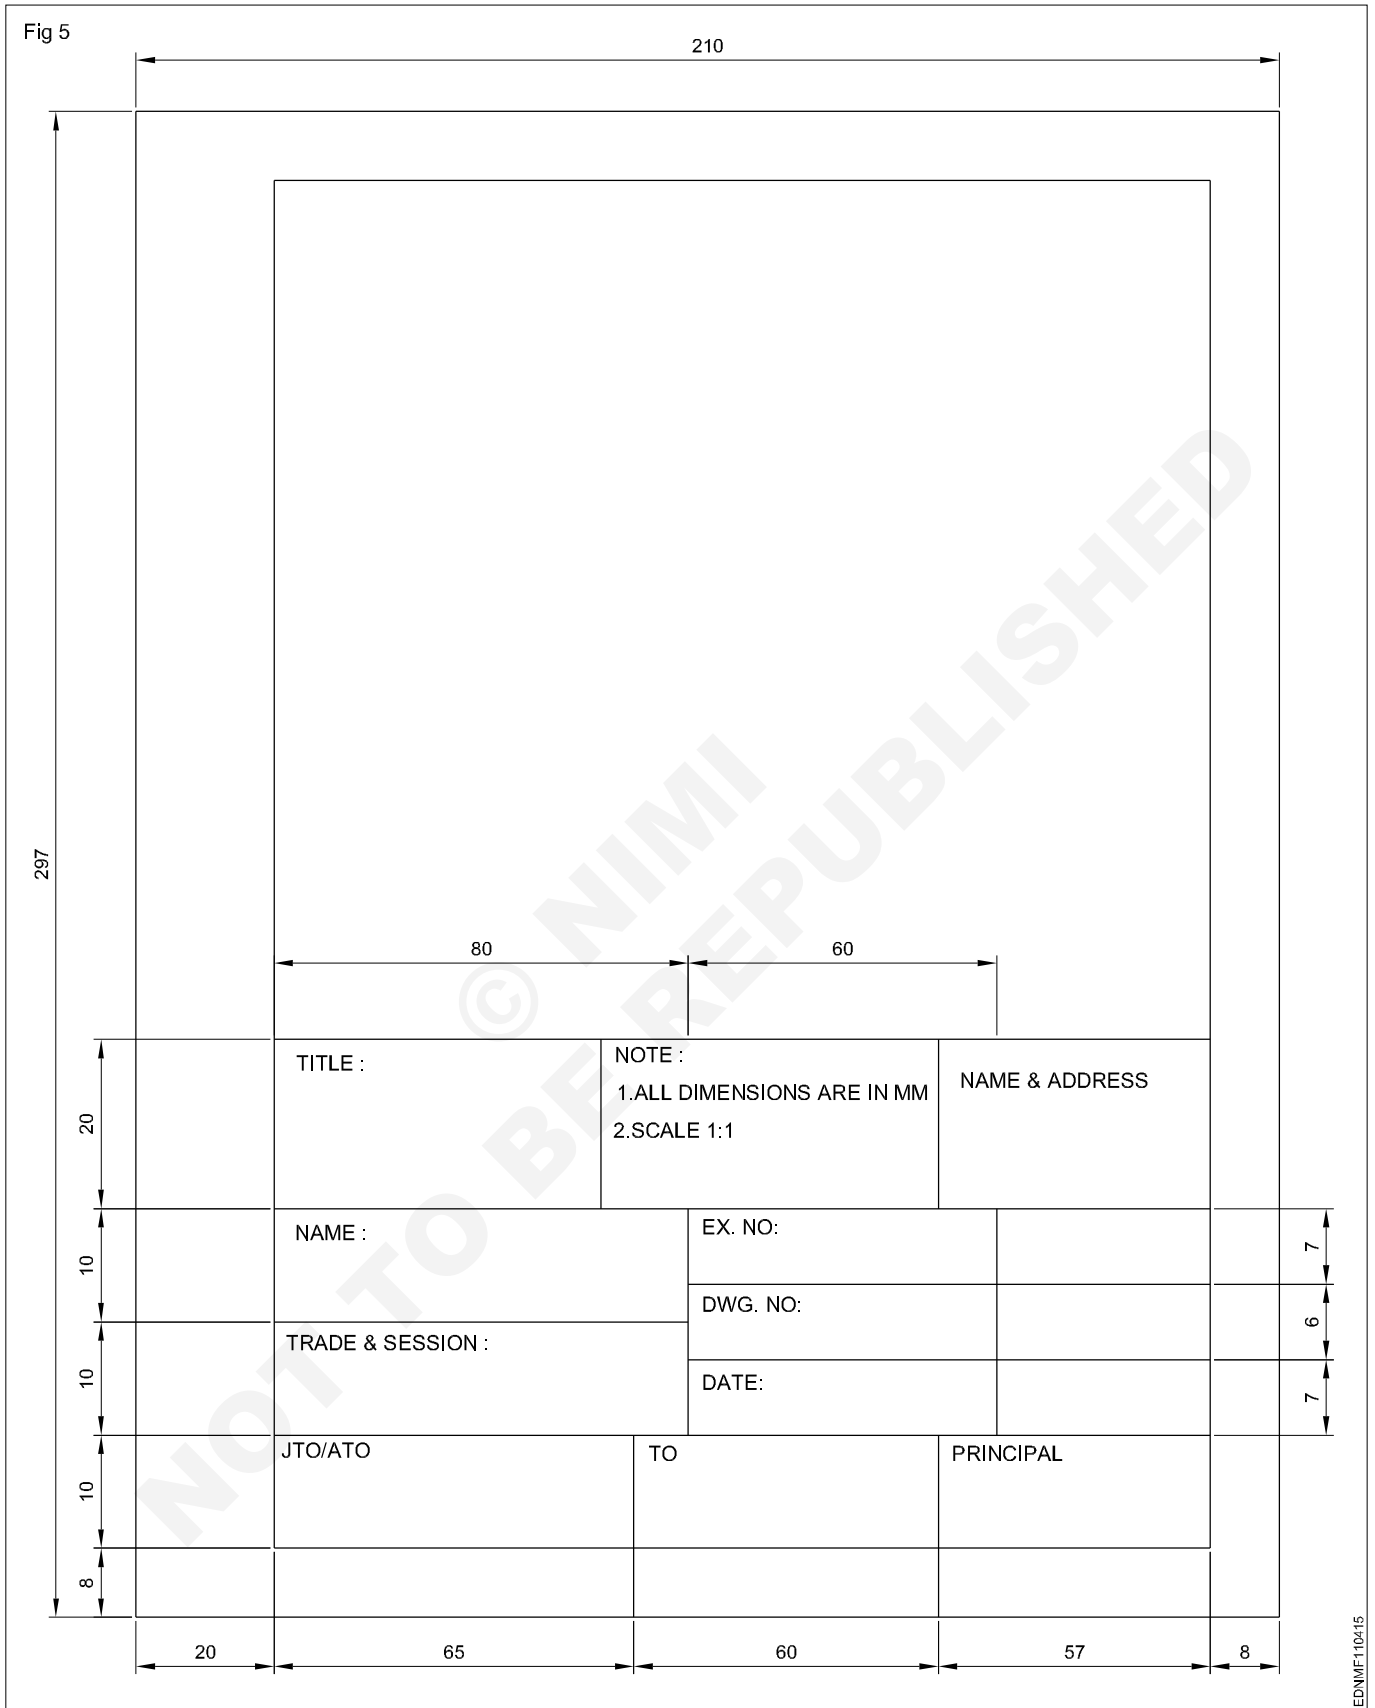 Fig 5
210
297
80
60
TITLE :
NOTE :
1.ALL DIMENSIONS ARE IN MM
2.SCALE 1:1
NAME & ADDRESS
20
NAME :
EX. NO:
10
7
DWG. NO:
6
TRADE & SESSION :
10
DATE:
7
JTO/ATO
TO
PRINCIPAL
10
8
20
65
60
57
8
EDNMF110415
© NIMI
NOT TO BE REPUBLISHED